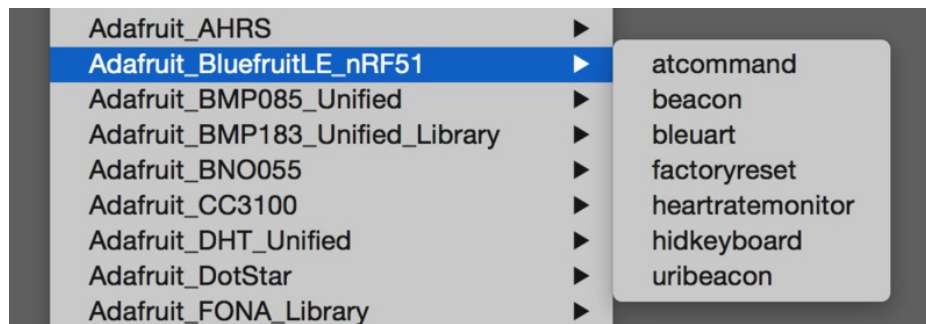 Adafruit_AHRS
Adafruit_BluefruitLE_nRF51
Adafruit_BMP085_Unified
Adafruit_BMP183_Unified_Library
Adafruit_BNO055
Adafruit_CC3100
Adafruit_DHT_Unified
Adafruit_DotStar
Adafruit_FONA_Library
atcommand
beacon
bleuart
factoryreset
heartratemonitor
hidkeyboard
uribeacon